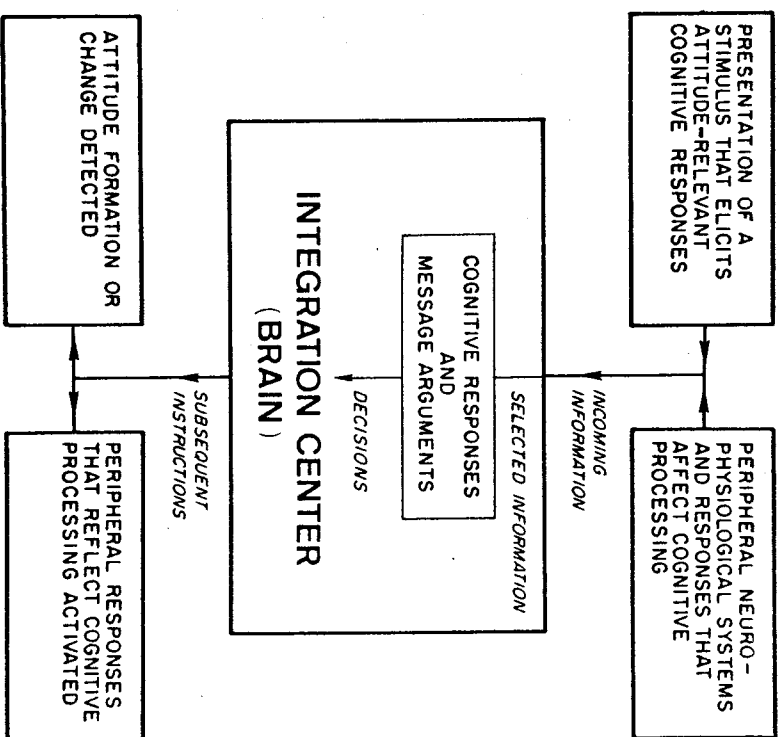 PRESENTATION OF A
STIMULUS THAT ELICITS
ATTITUDE-RELEVANT
COGNITIVE RESPONSES
PERIPHERAL NEURO-
PHYSIOLOGICAL SYSTEMS
AND RESPONSES THAT
AFFECT COGNITIVE
PROCESSING
INCOMING
INFORMATION
SELECTED INFORMATION
COGNITIVE RESPONSES
AND
MESSAGE ARGUMENTS
DECISIONS
INTEGRATION CENTER
(BRAIN)
SUBSEQUENT
INSTRUCTIONS
ATTITUDE FORMATION OR
CHANGE DETECTED
PERIPHERAL RESPONSES
THAT REFLECT COGNITIVE
PROCESSING ACTIVATED